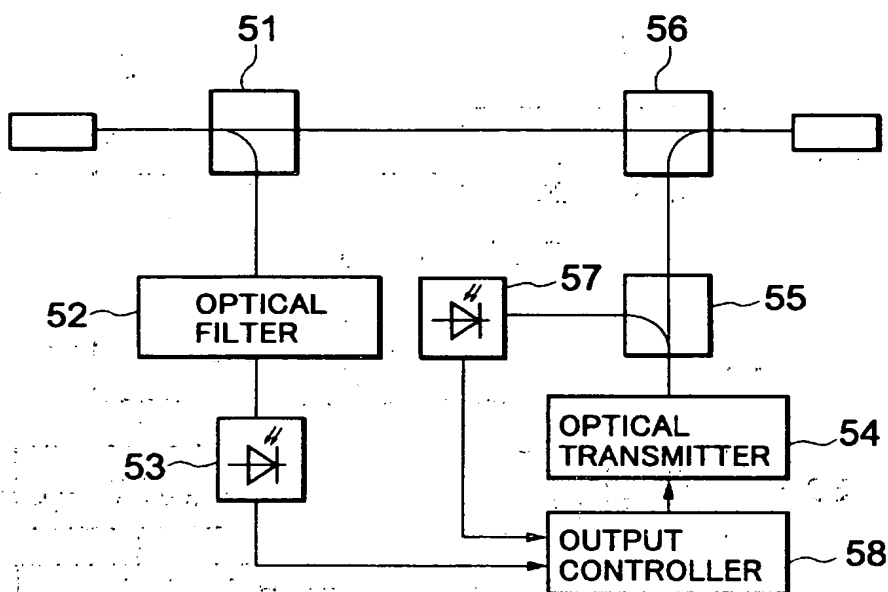 51
56
57
55
52
OPTICAL
FILTER
53
OPTICAL
TRANSMITTER
54
OUTPUT
CONTROLLER
58